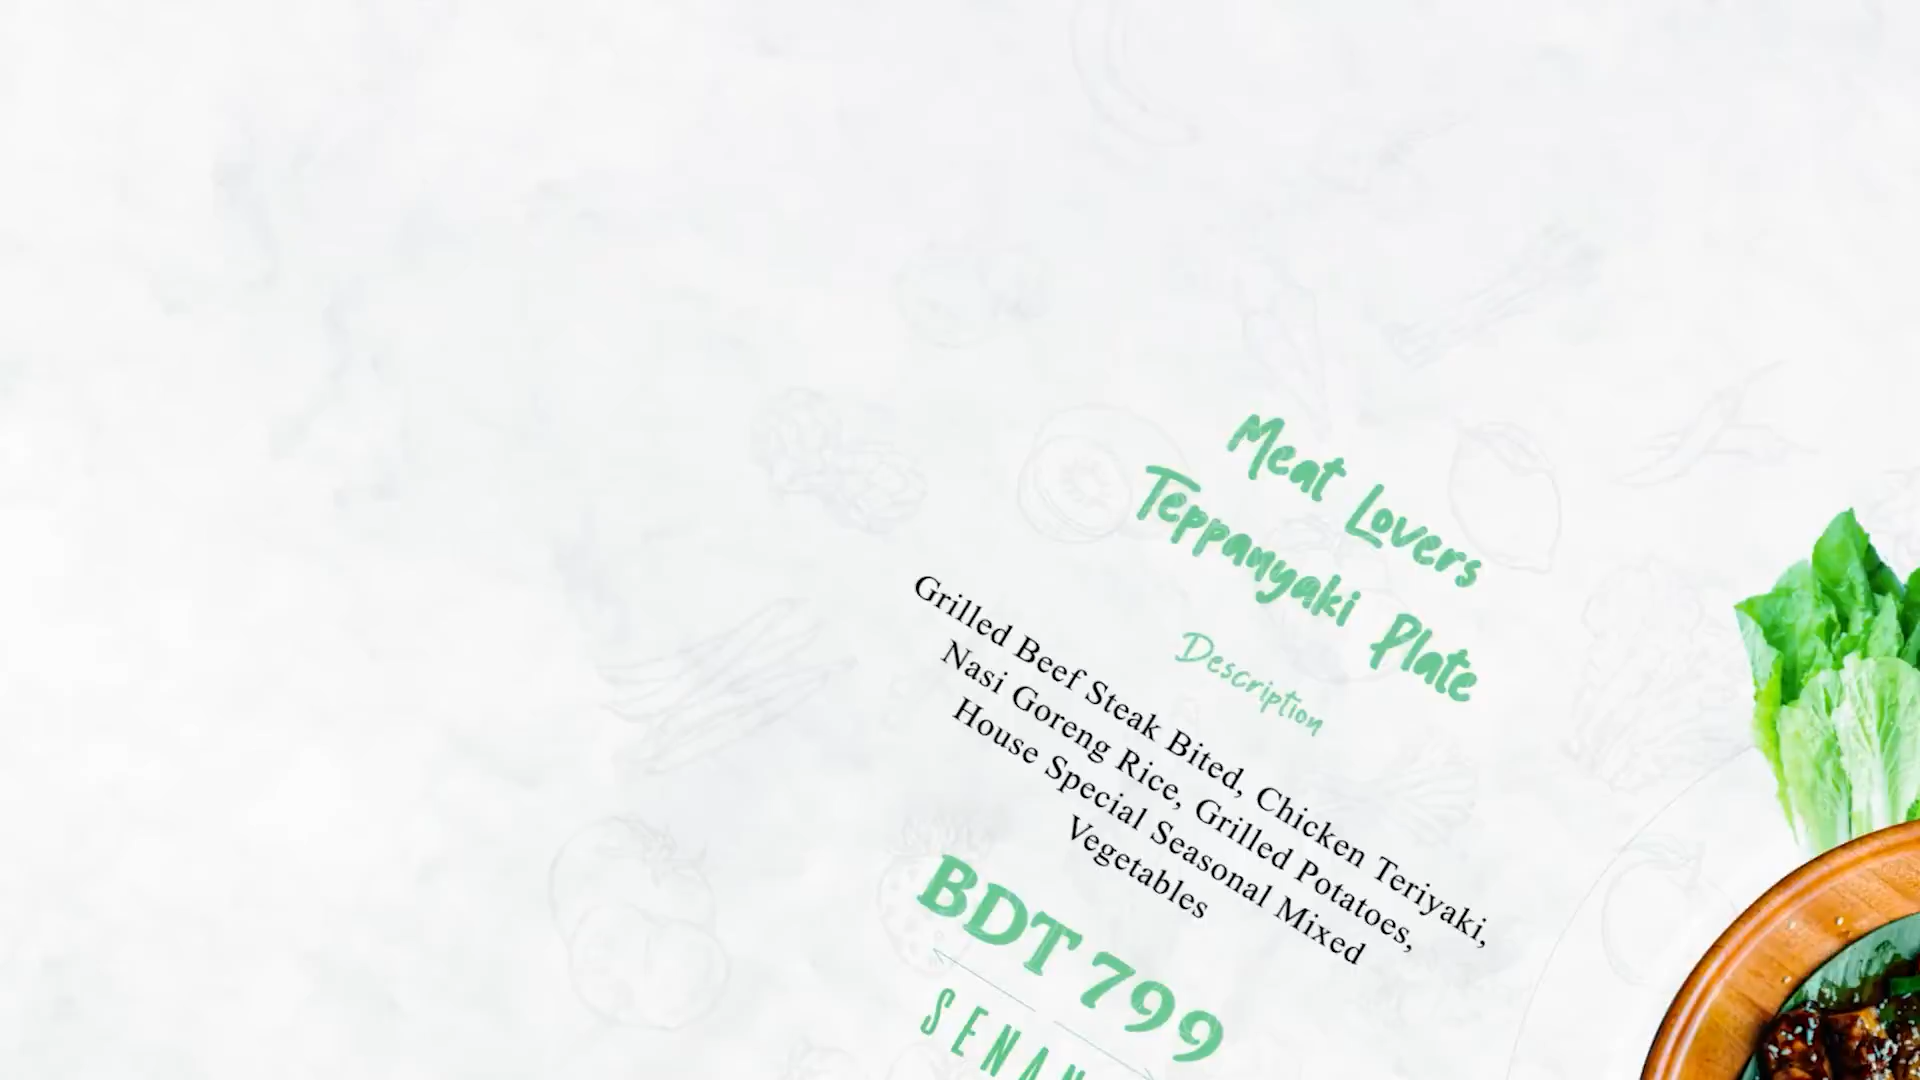 Meat Lovers
Teppanyaki Plate
Description
Grilled Beef Steak Bited, Chicken Teriyaki,
Nasi Goreng Rice, Grilled Potatoes,
House Special Seasonal Mixed
Vegetables
BDT 799